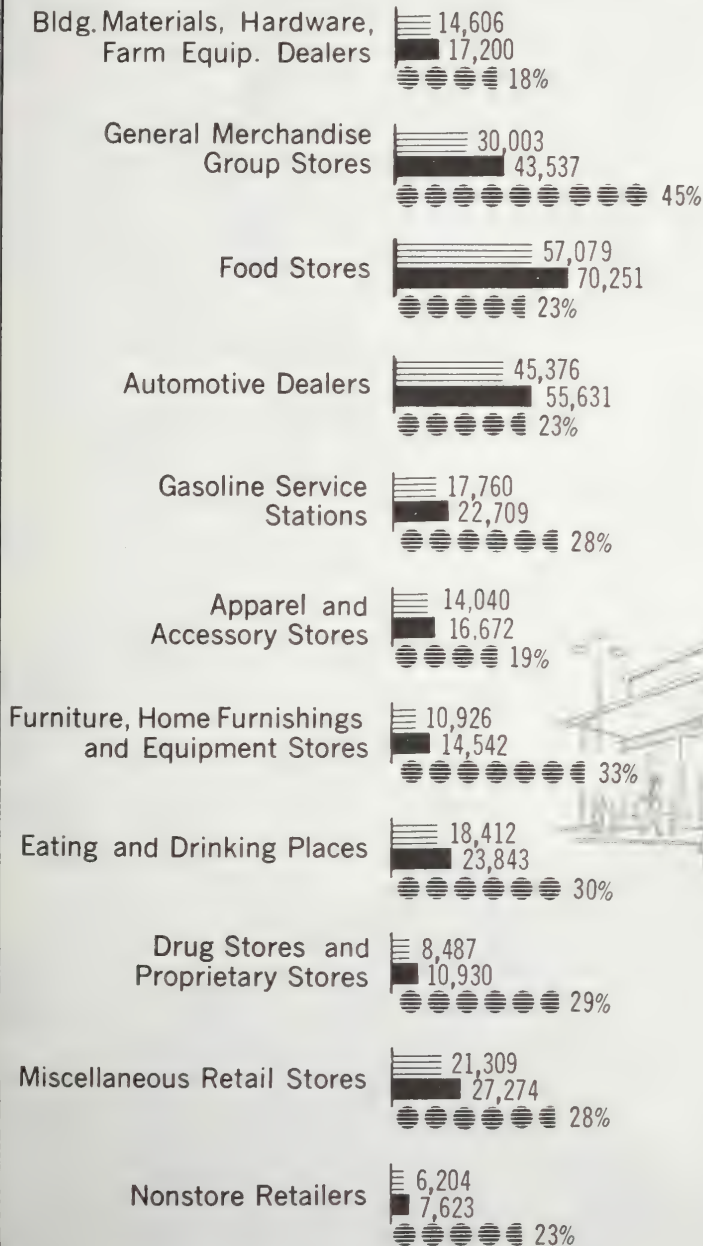 Bldg. Materials, Hardware,
Farm Equip. Dealers
14,606
17,200
18%
General Merchandise
Group Stores
30,003
43,537
45%
Food Stores
57,079
70,251
23%
Automotive Dealers
45,376
55,631
23%
Gasoline Service
Stations
17,760
22,709
28%
Apparel and
Accessory Stores
14,040
16,672
19%
Furniture, Home Furnishings
and Equipment Stores
10,926
14,542
33%
Eating and Drinking Places
18,412
23,843
30%
Drug Stores and
Proprietary Stores
8,487
10,930
29%
Miscellaneous Retail Stores
21,309
27,274
28%
Nonstore Retailers
6,204
7,623
23%